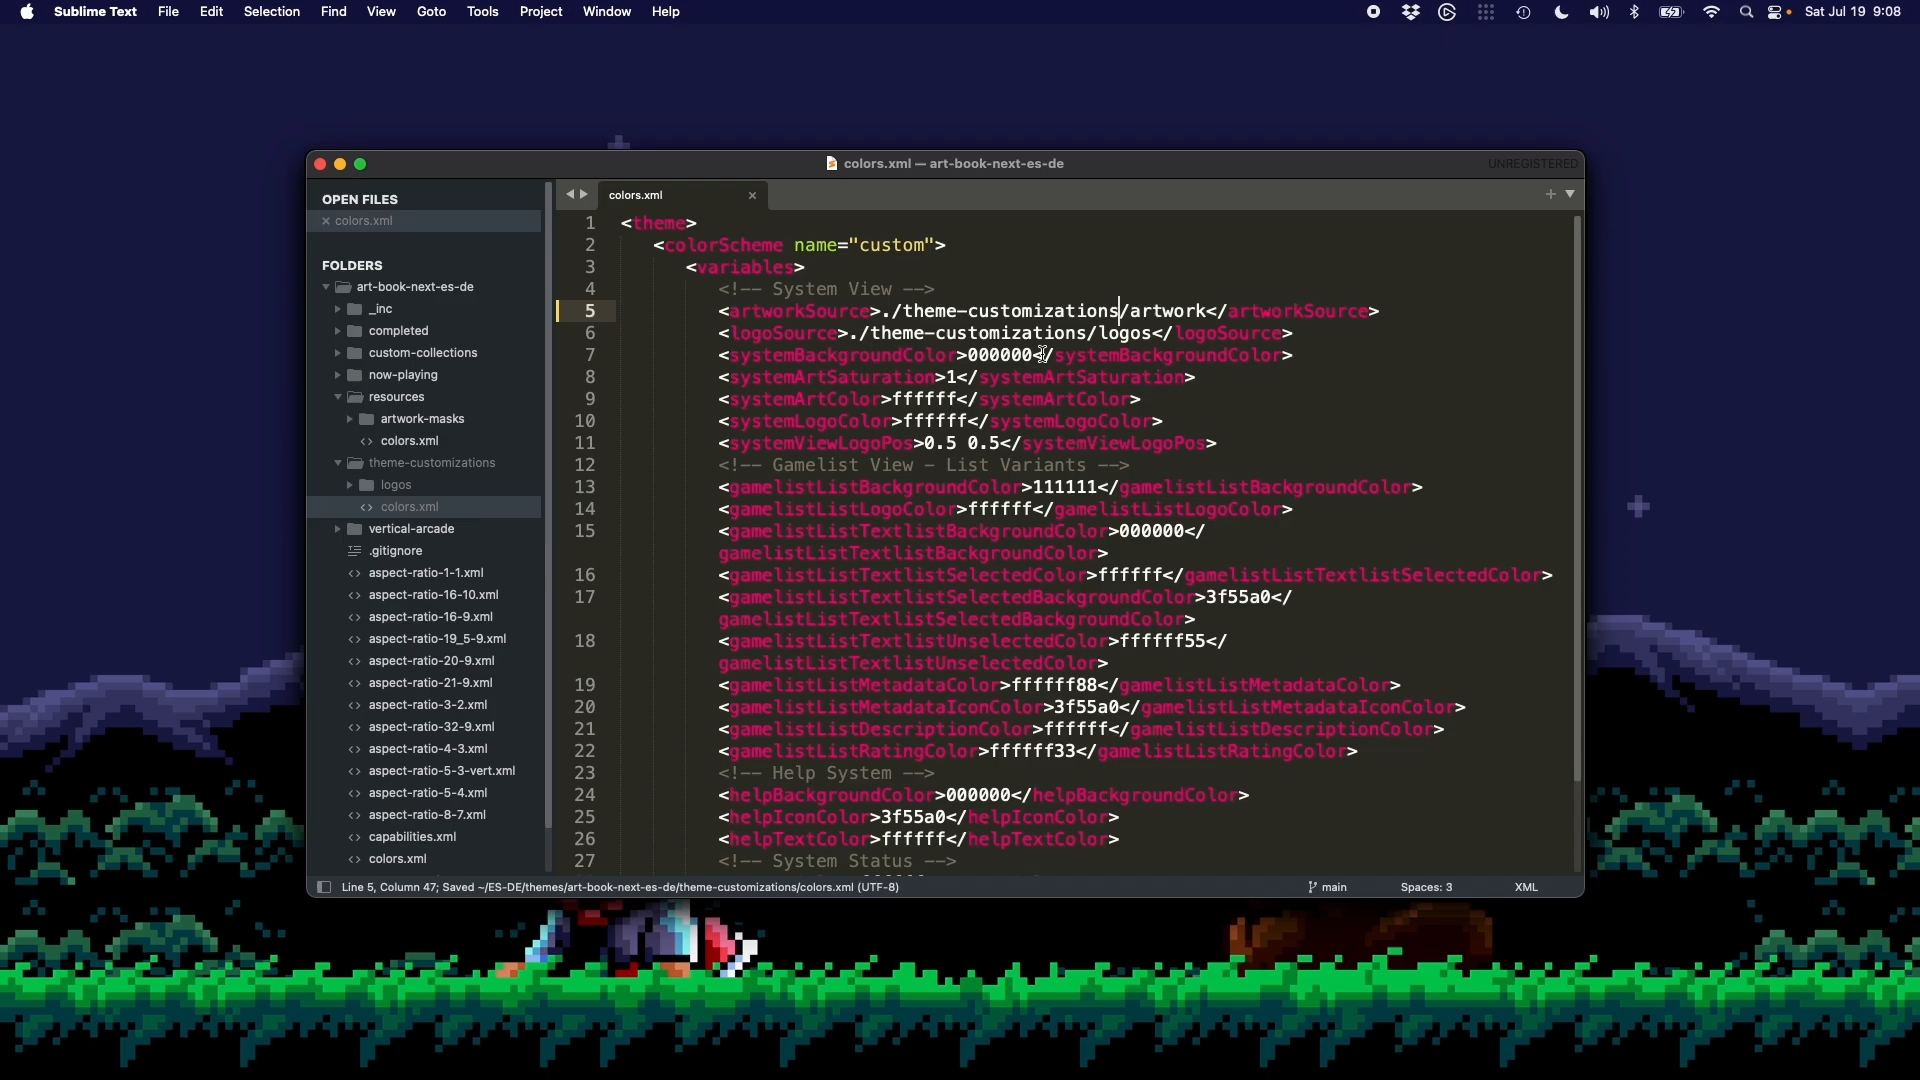 Sublime Text File Edit Selection Find View Goto Tools Project Window Help Sat Jul 19 9:08
colors.xml — art-book-next-es-de UNREGISTERED
OPEN FILES
colors.xml
FOLDERS
art-book-next-es-de
_inc
completed
custom-collections
now-playing
resources
artwork-masks
colors.xml
theme-customizations
logos
colors.xml
vertical-arcade
.gitignore
aspect-ratio-1-1.xml
aspect-ratio-16-10.xml
aspect-ratio-16-9.xml
aspect-ratio-19_5-9.xml
aspect-ratio-20-9.xml
aspect-ratio-21-9.xml
aspect-ratio-3-2.xml
aspect-ratio-32-9.xml
aspect-ratio-4-3.xml
aspect-ratio-5-3-vert.xml
aspect-ratio-5-4.xml
aspect-ratio-8-7.xml
capabilities.xml
colors.xml
colors.xml
1 <theme>
2 <colorScheme name="custom">
3 <variables>
4 <!-- System View -->
5 <artworkSource>./theme-customizations/artwork</artworkSource>
6 <logoSource>./theme-customizations/logos</logoSource>
7 <systemBackgroundColor>000000</systemBackgroundColor>
8 <systemArtSaturation>1</systemArtSaturation>
9 <systemArtColor>ffffff</systemArtColor>
10 <systemLogoColor>ffffff</systemLogoColor>
11 <systemViewLogoPos>0.5 0.5</systemViewLogoPos>
12 <!-- Gamelist View - List Variants -->
13 <gamelistListBackgroundColor>111111</gamelistListBackgroundColor>
14 <gamelistListLogoColor>ffffff</gamelistListLogoColor>
15 <gamelistListTextlistBackgroundColor>000000</
gamelistListTextlistBackgroundColor>
16 <gamelistListTextlistSelectedColor>ffffff</gamelistListTextlistSelectedColor>
17 <gamelistListTextlistSelectedBackgroundColor>3f55a0</
gamelistListTextlistSelectedBackgroundColor>
18 <gamelistListTextlistUnselectedColor>ffffff55</
gamelistListTextlistUnselectedColor>
19 <gamelistListMetadataColor>ffffff88</gamelistListMetadataColor>
20 <gamelistListMetadataIconColor>3f55a0</gamelistListMetadataIconColor>
21 <gamelistListDescriptionColor>ffffff</gamelistListDescriptionColor>
22 <gamelistListRatingColor>ffffff33</gamelistListRatingColor>
23 <!-- Help System -->
24 <helpBackgroundColor>000000</helpBackgroundColor>
25 <helpIconColor>3f55a0</helpIconColor>
26 <helpTextColor>ffffff</helpTextColor>
27 <!-- System Status -->
Line 5, Column 47; Saved ~/ES-DE/themes/art-book-next-es-de/theme-customizations/colors.xml (UTF-8) main Spaces: 3 XML